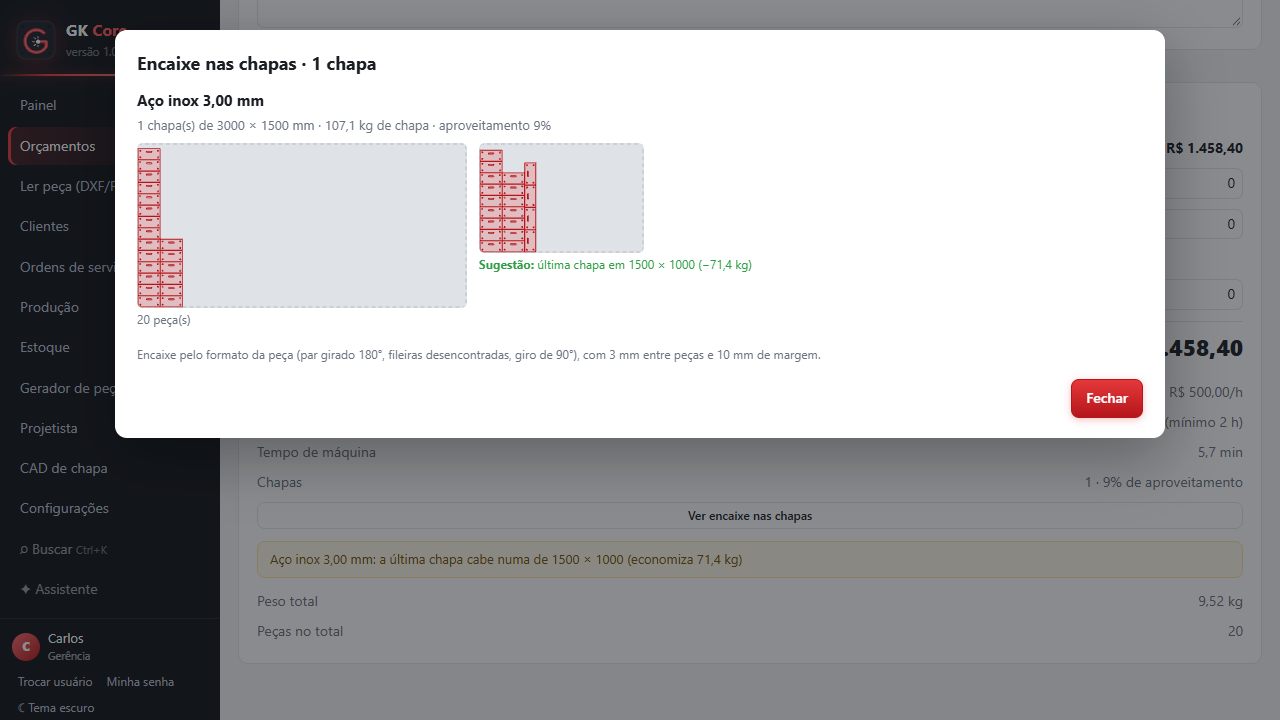 GK Core
versão 1.0
Painel
Orçamentos
Ler peça (DXF/
Clientes
Ordens de servi
Produção
Estoque
Gerador de peç
Projetista
CAD de chapa
Configurações
Buscar Ctrl+K
Assistente
C
Carlos
Gerência
Trocar usuário Minha senha
Tema escuro
Encaixe nas chapas · 1 chapa
Aço inox 3,00 mm
1 chapa(s) de 3000 × 1500 mm · 107,1 kg de chapa · aproveitamento 9%
Sugestão: última chapa em 1500 × 1000 (−71,4 kg)
20 peça(s)
Encaixe pelo formato da peça (par girado 180°, fileiras desencontradas, giro de 90°), com 3 mm entre peças e 10 mm de margem.
Fechar
R$ 1.458,40
0
0
0
.458,40
R$ 500,00/h
(mínimo 2 h)
Tempo de máquina 5,7 min
Chapas 1 · 9% de aproveitamento
Ver encaixe nas chapas
Aço inox 3,00 mm: a última chapa cabe numa de 1500 × 1000 (economiza 71,4 kg)
Peso total 9,52 kg
Peças no total 20